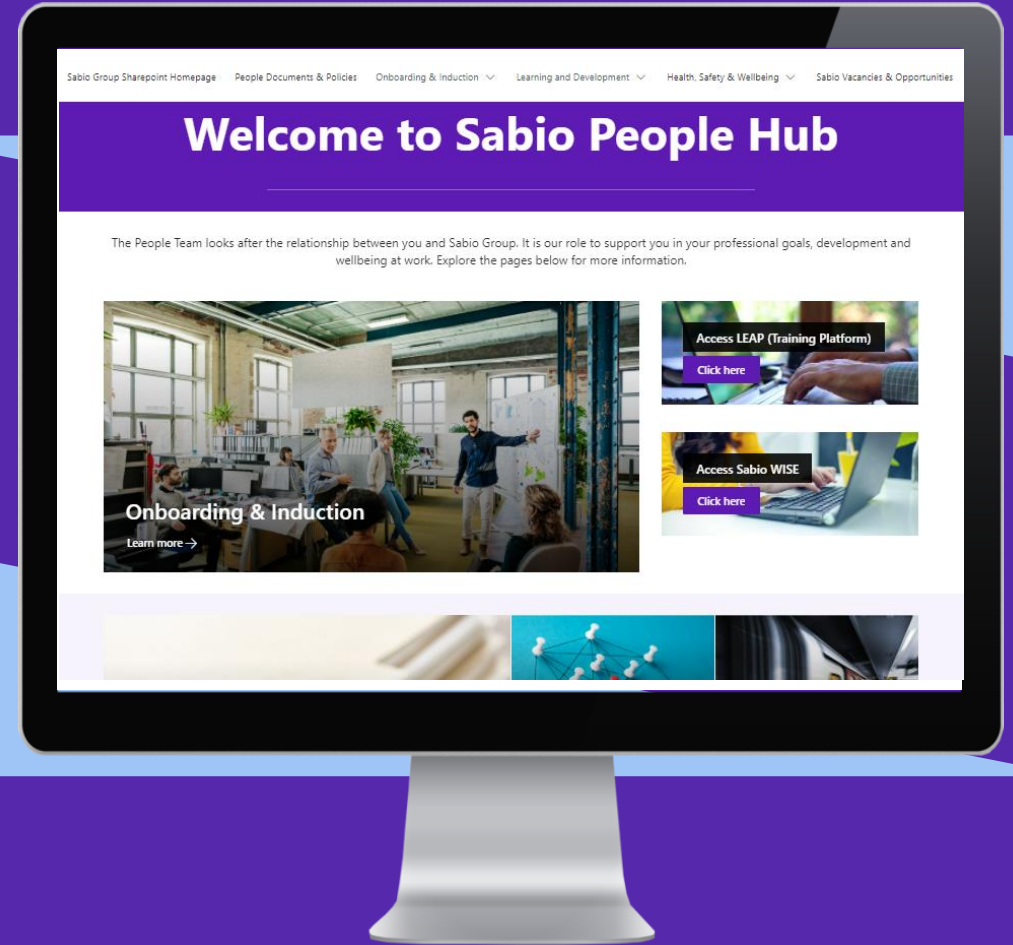 Sabio Group Sharepoint Homepage People Documents & Policies Onboarding & Induction Learning and Development Health, Safety & Wellbeing Sabio Vacancies & Opportunities
Welcome to Sabio People Hub
The People Team looks after the relationship between you and Sabio Group. It is our role to support you in your professional goals, development and
wellbeing at work. Explore the pages below for more information.
Onboarding & Induction
Learn more →
Access LEAP (Training Platform)
Click here
Access Sabio WISE
Click here